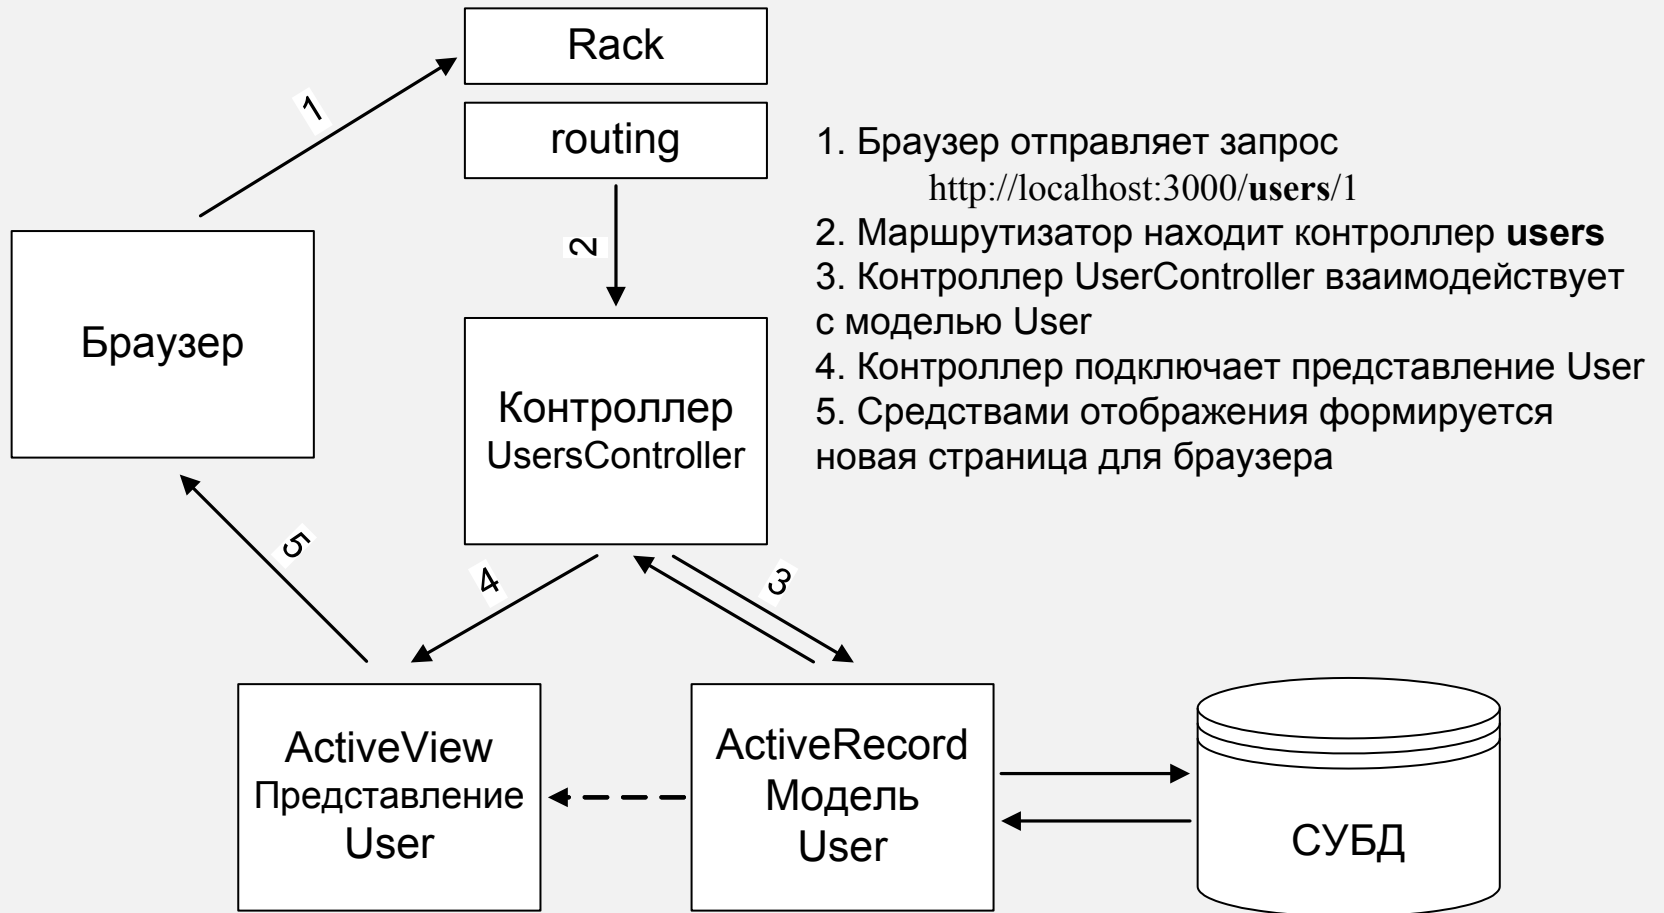 Rack
routing
1
2
Браузер
Контроллер
UsersController
1. Браузер отправляет запрос
http://localhost:3000/users/1
2. Маршрутизатор находит контроллер users
3. Контроллер UserController взаимодействует
с моделью User
4. Контроллер подключает представление User
5. Средствами отображения формируется
новая страница для браузера
5
4
3
ActiveView
Представление
User
ActiveRecord
Модель
User
СУБД